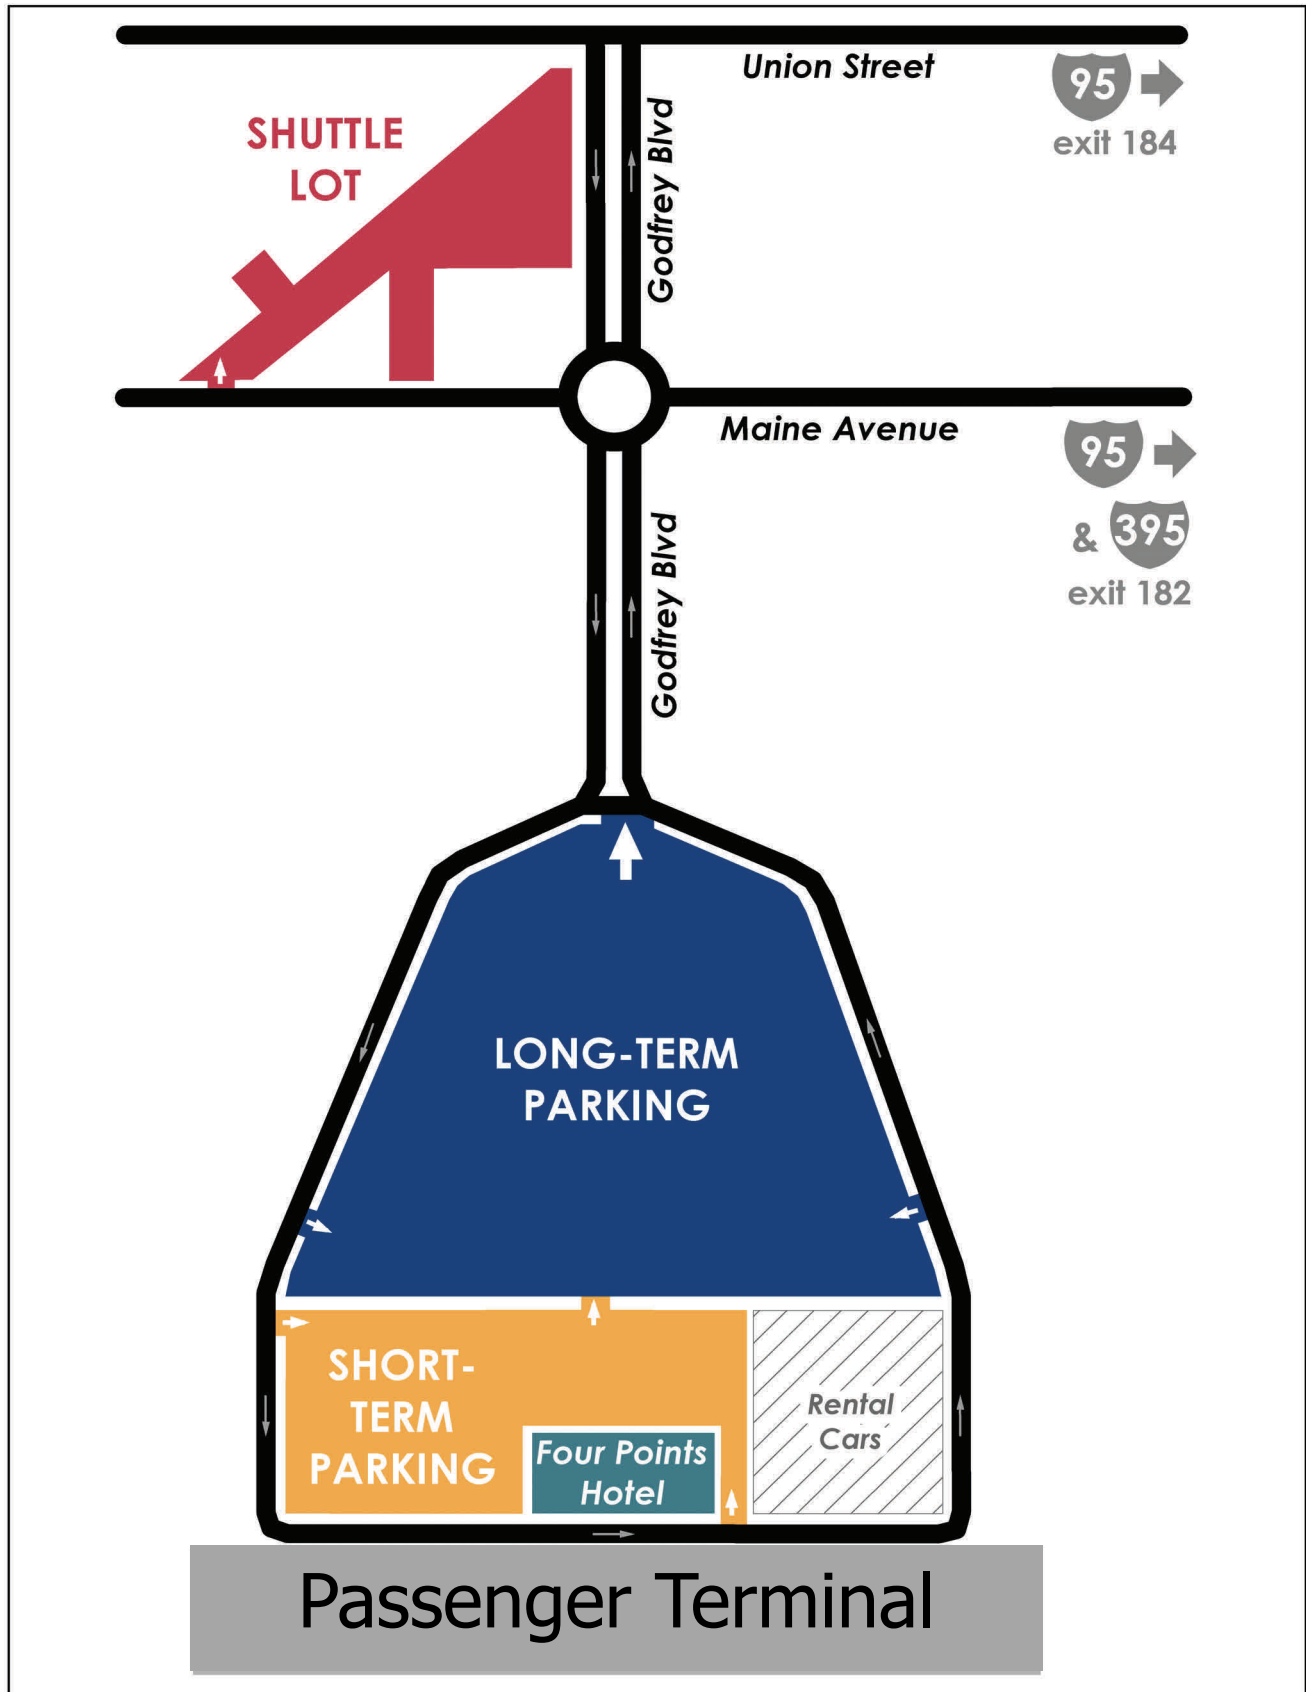 Union Street
95
exit 184
SHUTTLE
LOT
Godfrey Blvd
Maine Avenue
95
& 395
exit 182
Godfrey Blvd
LONG-TERM
PARKING
SHORT-
TERM
PARKING
Four Points
Hotel
Rental
Cars
Passenger Terminal